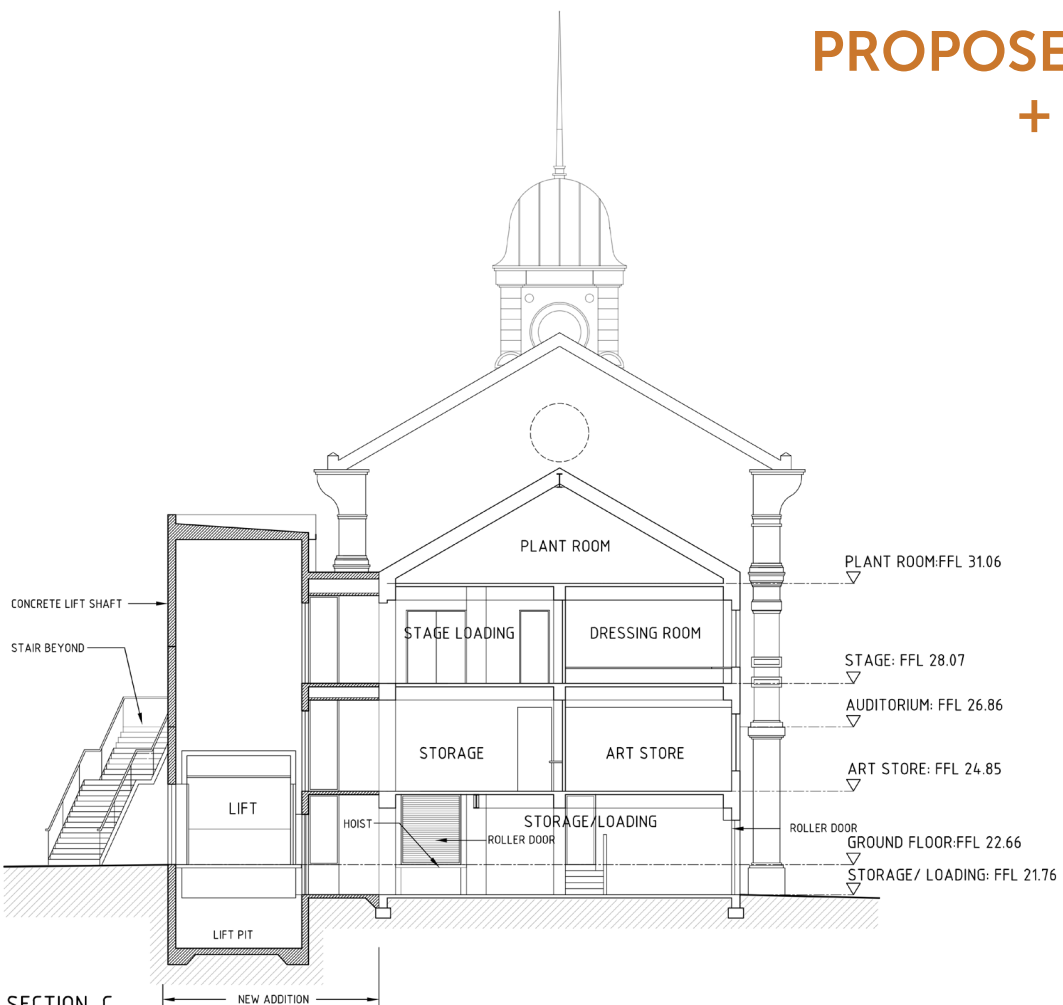 PROPOSE
+
PLANT ROOM
PLANT ROOM:FFL 31.06
CONCRETE LIFT SHAFT
STAGE LOADING
DRESSING ROOM
STAIR BEYOND
STAGE: FFL 28.07
AUDITORIUM: FFL 26.86
STORAGE
ART STORE
ART STORE: FFL 24.85
LIFT
HOIST
STORAGE/LOADING
ROLLER DOOR
ROLLER DOOR
GROUND FLOOR:FFL 22.66
STORAGE/ LOADING: FFL 21.76
LIFT PIT
SECTION C
NEW ADDITION